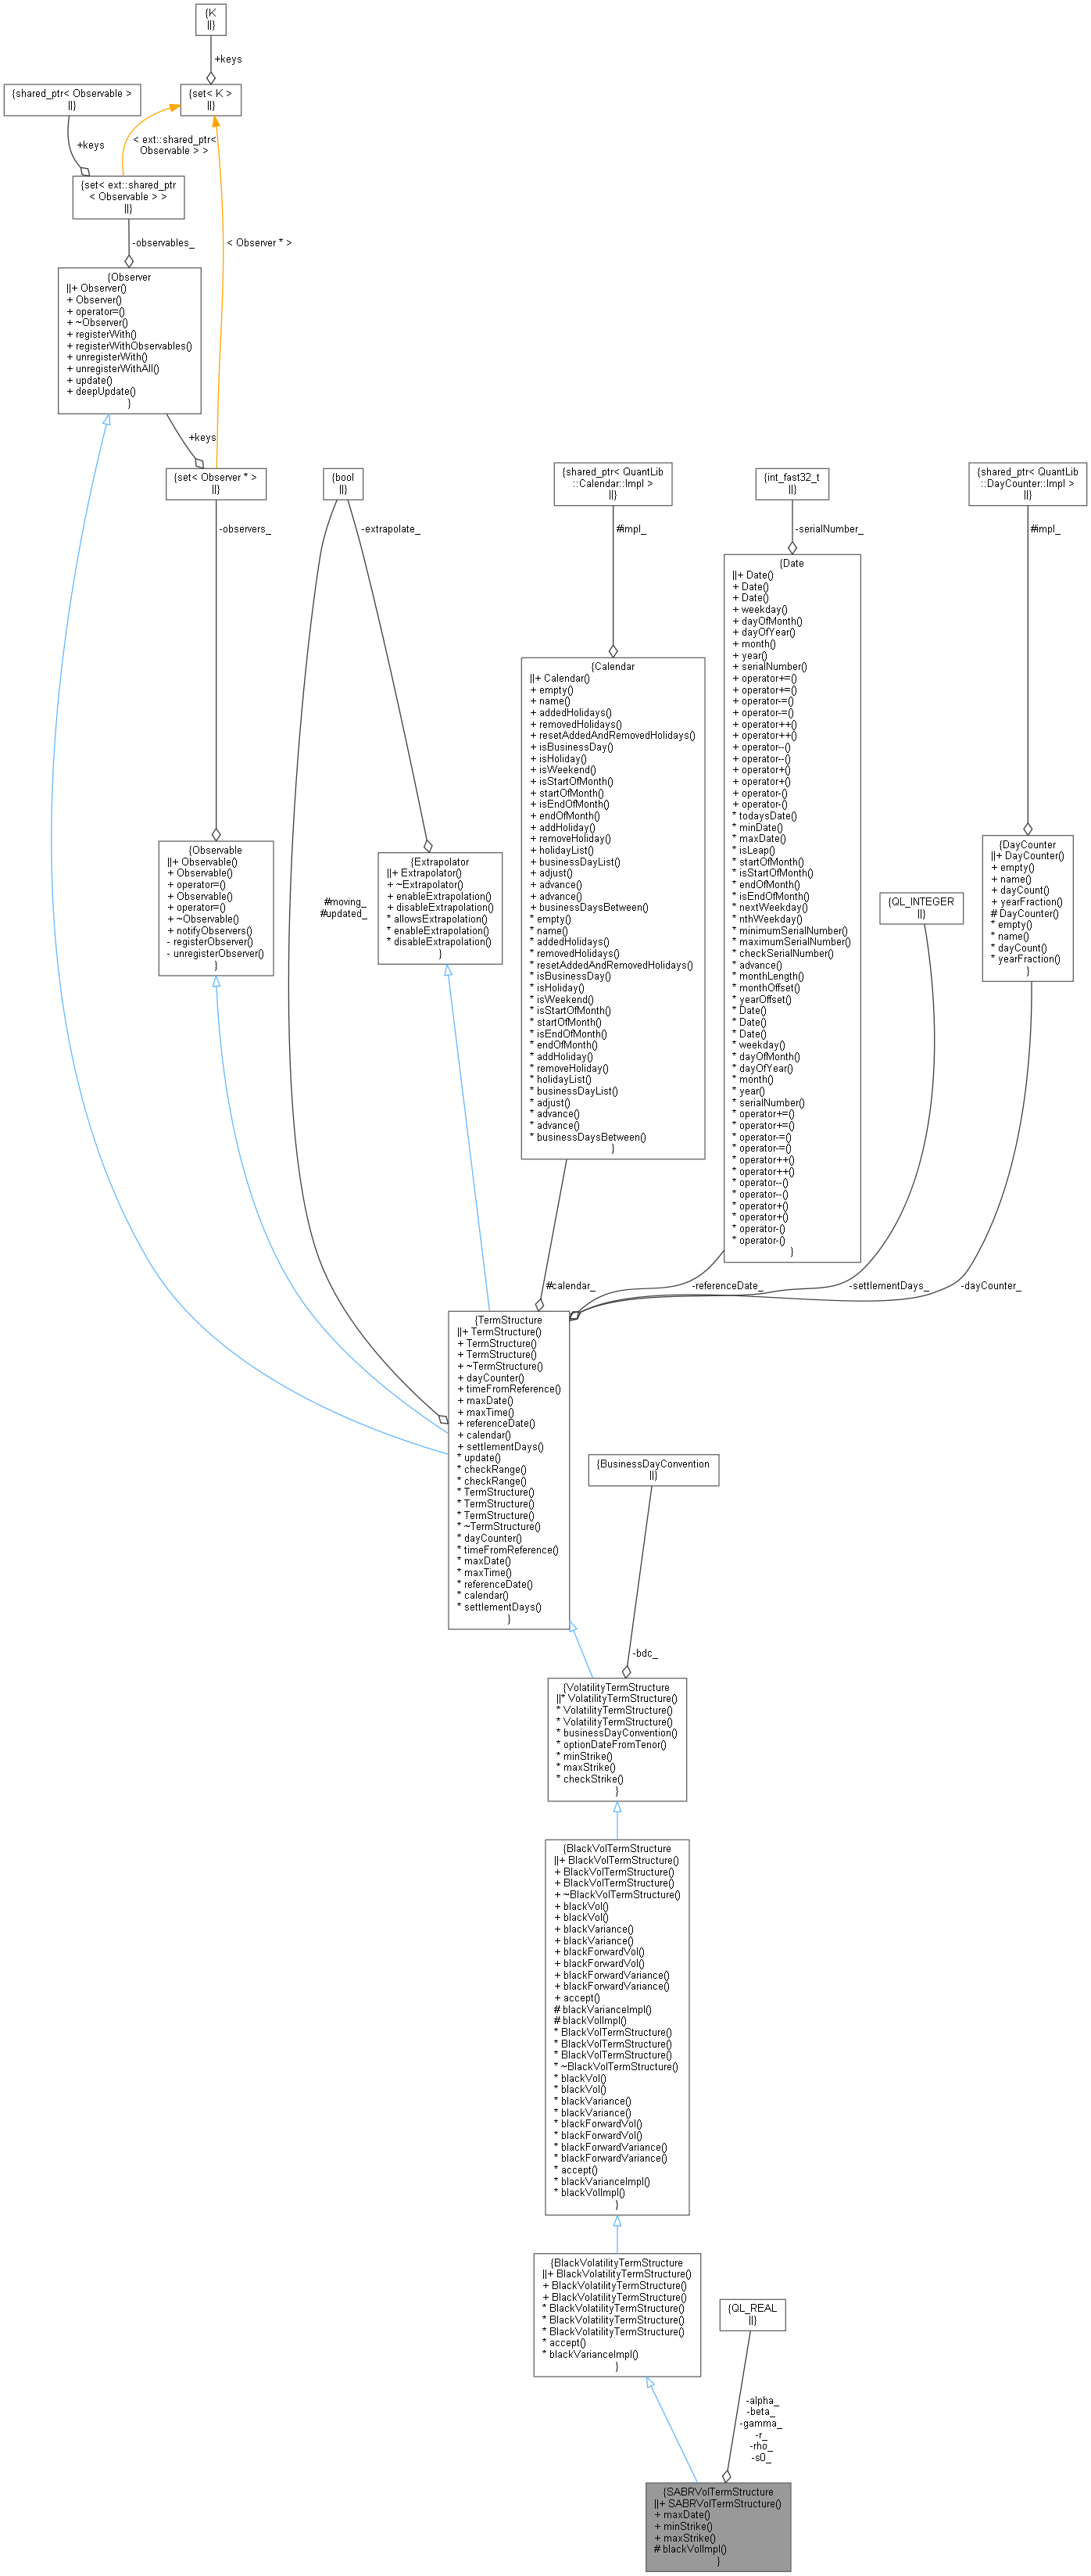 {K
||}
+keys
{shared_ptr< Observable >
||}
{set< K >
||}
+keys
< ext::shared_ptr<
Observable > >
{set< ext::shared_ptr
< Observable > >
||}
-observables_
< Observer * >
{Observer
||+ Observer()
+ Observer()
+ operator=()
+ ~Observer()
+ registerWith()
+ registerWithObservables()
+ unregisterWith()
+ unregisterWithAll()
+ update()
+ deepUpdate()
}
+keys
{set< Observer * >
||}
-observers_
{bool
||}
-extrapolate_
{shared_ptr< QuantLib
::Calendar::Impl >
||}
#impl_
{int_fast32_t
||}
-serialNumber_
{shared_ptr< QuantLib
::DayCounter::Impl >
||}
#impl_
{Date
||+ Date()
+ Date()
+ Date()
+ weekday()
+ dayOfMonth()
+ dayOfYear()
+ month()
+ year()
+ serialNumber()
+ operator+=()
+ operator+=()
+ operator-=()
+ operator-=()
+ operator++()
+ operator++()
+ operator--()
+ operator--()
+ operator+()
+ operator+()
+ operator-()
+ operator-()
* todaysDate()
* minDate()
* maxDate()
* isLeap()
* startOfMonth()
* isStartOfMonth()
* endOfMonth()
* isEndOfMonth()
* nextWeekday()
* nthWeekday()
* minimumSerialNumber()
* maximumSerialNumber()
* checkSerialNumber()
* advance()
* monthLength()
* monthOffset()
* yearOffset()
* Date()
* Date()
* Date()
* weekday()
* dayOfMonth()
* dayOfYear()
* month()
* year()
* serialNumber()
* operator+=()
* operator+=()
* operator-=()
* operator-=()
* operator++()
* operator++()
* operator--()
* operator--()
* operator+()
* operator+()
* operator-()
* operator-()
}
{Calendar
||+ Calendar()
+ empty()
+ name()
+ addedHolidays()
+ removedHolidays()
+ resetAddedAndRemovedHolidays()
+ isBusinessDay()
+ isHoliday()
+ isWeekend()
+ isStartOfMonth()
+ startOfMonth()
+ isEndOfMonth()
+ endOfMonth()
+ addHoliday()
+ removeHoliday()
+ holidayList()
+ businessDayList()
+ adjust()
+ advance()
+ advance()
+ businessDaysBetween()
* empty()
* name()
* addedHolidays()
* removedHolidays()
* resetAddedAndRemovedHolidays()
* isBusinessDay()
* isHoliday()
* isWeekend()
* isStartOfMonth()
* startOfMonth()
* isEndOfMonth()
* endOfMonth()
* addHoliday()
* removeHoliday()
* holidayList()
* businessDayList()
* adjust()
* advance()
* advance()
* businessDaysBetween()
}
{Observable
||+ Observable()
+ Observable()
+ operator=()
+ Observable()
+ operator=()
+ ~Observable()
+ notifyObservers()
- registerObserver()
- unregisterObserver()
}
#moving_
#updated_
{Extrapolator
||+ Extrapolator()
+ ~Extrapolator()
+ enableExtrapolation()
+ disableExtrapolation()
* allowsExtrapolation()
* enableExtrapolation()
* disableExtrapolation()
}
{QL_INTEGER
||}
{DayCounter
||+ DayCounter()
+ empty()
+ name()
+ dayCount()
+ yearFraction()
# DayCounter()
* empty()
* name()
* dayCount()
* yearFraction()
}
#calendar_
-referenceDate_
-settlementDays_
-dayCounter_
{TermStructure
||+ TermStructure()
+ TermStructure()
+ TermStructure()
+ ~TermStructure()
+ dayCounter()
+ timeFromReference()
+ maxDate()
+ maxTime()
+ referenceDate()
+ calendar()
+ settlementDays()
* update()
* checkRange()
* checkRange()
* TermStructure()
* TermStructure()
* TermStructure()
* ~TermStructure()
* dayCounter()
* timeFromReference()
* maxDate()
* maxTime()
* referenceDate()
* calendar()
* settlementDays()
}
{BusinessDayConvention
||}
-bdc_
{VolatilityTermStructure
||* VolatilityTermStructure()
* VolatilityTermStructure()
* VolatilityTermStructure()
* businessDayConvention()
* optionDateFromTenor()
* minStrike()
* maxStrike()
* checkStrike()
}
{BlackVolTermStructure
||+ BlackVolTermStructure()
+ BlackVolTermStructure()
+ BlackVolTermStructure()
+ ~BlackVolTermStructure()
+ blackVol()
+ blackVol()
+ blackVariance()
+ blackVariance()
+ blackForwardVol()
+ blackForwardVol()
+ blackForwardVariance()
+ blackForwardVariance()
+ accept()
# blackVarianceImpl()
# blackVolImpl()
* BlackVolTermStructure()
* BlackVolTermStructure()
* BlackVolTermStructure()
* ~BlackVolTermStructure()
* blackVol()
* blackVol()
* blackVariance()
* blackVariance()
* blackForwardVol()
* blackForwardVol()
* blackForwardVariance()
* blackForwardVariance()
* accept()
* blackVarianceImpl()
* blackVolImpl()
}
{BlackVolatilityTermStructure
||+ BlackVolatilityTermStructure()
+ BlackVolatilityTermStructure()
+ BlackVolatilityTermStructure()
* BlackVolatilityTermStructure()
* BlackVolatilityTermStructure()
* BlackVolatilityTermStructure()
* accept()
* blackVarianceImpl()
}
{QL_REAL
||}
-alpha_
-beta_
-gamma_
-r_
-rho_
-s0_
{SABRVolTermStructure
||+ SABRVolTermStructure()
+ maxDate()
+ minStrike()
+ maxStrike()
# blackVolImpl()
}